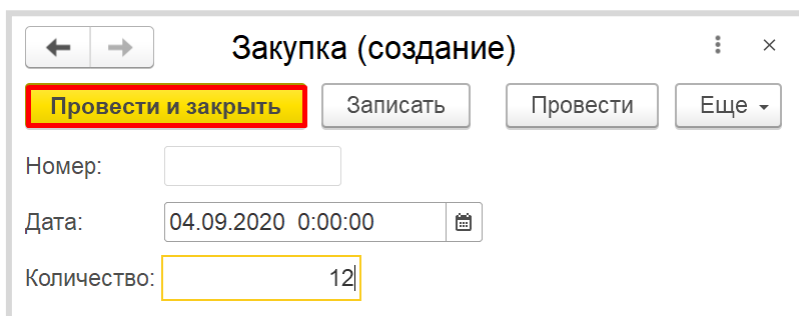 Закупка (создание)
Провести и закрыть Записать Провести Еще
Номер:
Дата: 04.09.2020 0:00:00
Количество: 12